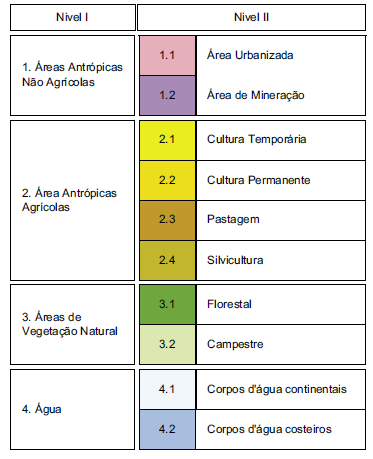 Nivel I Nivel II
1. Áreas Antrópicas
Não Agrícolas
1.1 Área Urbanizada
1.2 Área de Mineração
2. Área Antrópicas
Agrícolas
2.1 Cultura Temporária
2.2 Cultura Permanente
2.3 Pastagem
2.4 Silvicultura
3. Áreas de
Vegetação Natural
3.1 Florestal
3.2 Campestre
4. Água
4.1 Corpos d'água continentais
4.2 Corpos d'água costeiros